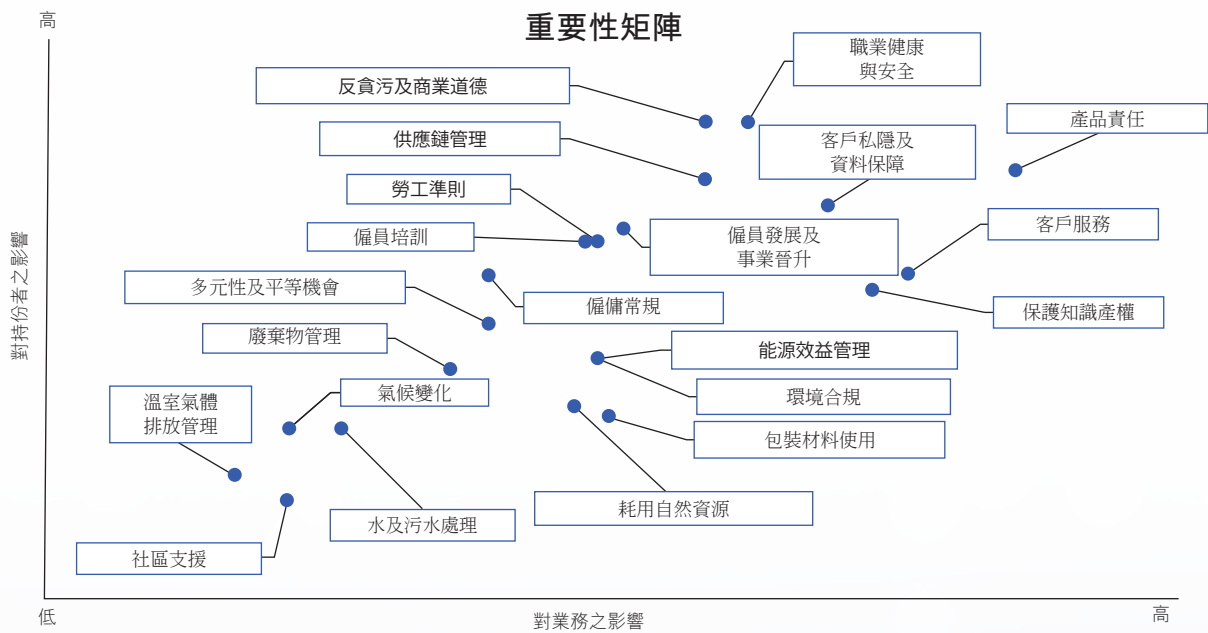 高
重要性矩陣
職業健康
與安全
反貪污及商業道德
產品責任
供應鏈管理
客戶私隱及
資料保障
勞工準則
僱員培訓
僱員發展及
事業晉升
客戶服務
多元性及平等機會
僱傭常規
保護知識產權
廢棄物管理
能源效益管理
對持份者之影響
溫室氣體
排放管理
氣候變化
環境合規
包裝材料使用
耗用自然資源
水及污水處理
社區支援
低
對業務之影響
高